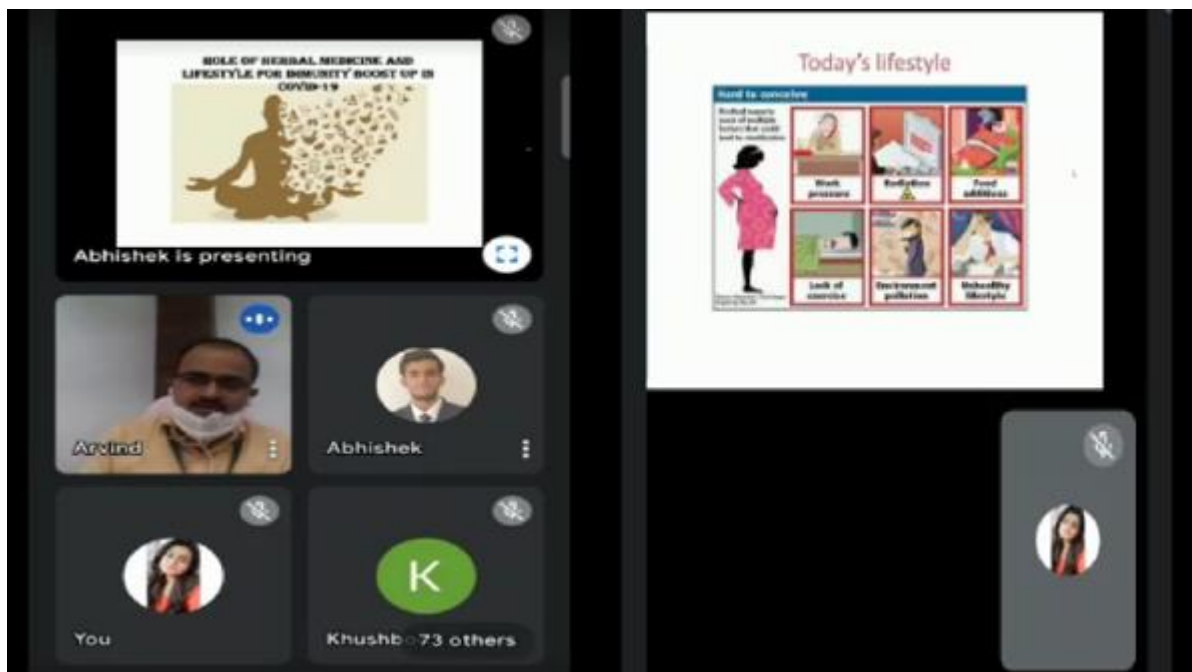 ROLE OF HERBAL MEDICINE AND
LIFESTYLE FOR IMMUNITY BOOST UP IN
COVID-19
Abhishek is presenting
Arvind
Abhishek
You
K
Khushb
73 others
Today's lifestyle
Hard to conceive
Work
pressure
Radiation
Food
additives
Lack of
exercise
Environment
pollution
Unhealthy
lifestyle